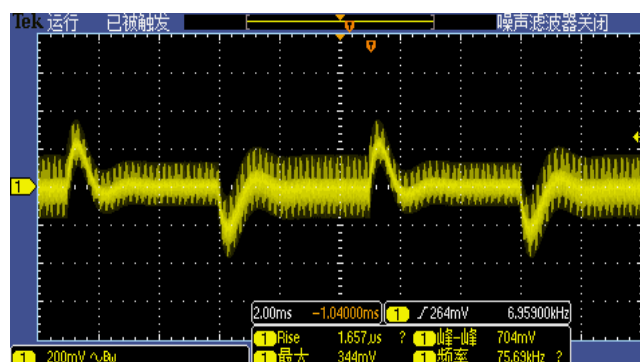 Tek 运行 已被触发 噪声滤波器关闭
1
2.00ms -1.04000ms 1 264mV 6.95900kHz
1 Rise 1.657µs ? 1 峰-峰 704mV
1 200mV Bw 1 最大 344mV 1 频率 75.69kHz ?